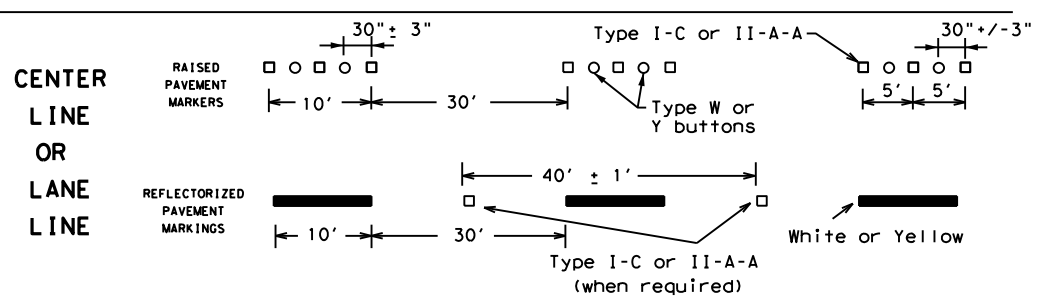 CENTER
LINE
OR
LANE
LINE
RAISED
PAVEMENT
MARKERS
30"± 3"
10'
30'
Type I-C or II-A-A
Type W or
Y buttons
30"+/-3"
5'
5'
REFLECTORIZED
PAVEMENT
MARKINGS
10'
30'
40' ± 1'
Type I-C or II-A-A
(when required)
White or Yellow